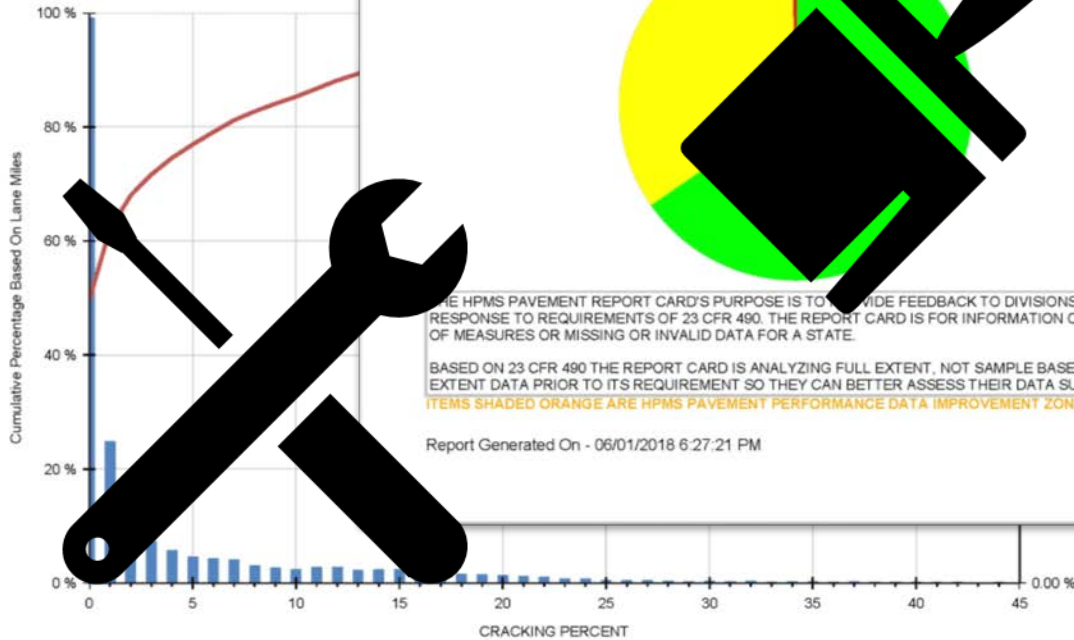 100 %
80 %
60 %
40 %
20 %
0 %
Cumulative Percentage Based On Lane Miles
HPMS PAVEMENT REPORT CARD'S PURPOSE IS TO FEEDBACK TO DIVISIONS
RESPONSE TO REQUIREMENTS OF 23 CFR 490. THE REPORT CARD IS FOR INFORMATION
OF MEASURES OR MISSING OR INVALID DATA FOR A STATE.
BASED ON 23 CFR 490 THE REPORT CARD IS ANALYZING FULL EXTENT, NOT SAMPLE BASE
EXTENT DATA PRIOR TO ITS REQUIREMENT SO THEY CAN BETTER ASSESS THEIR DATA
ITEMS SHADED ORANGE ARE HPMS PAVEMENT PERFORMANCE DATA IMPROVEMENT
Report Generated On - 06/01/2018 6:27:21 PM
0.00 %
0 5 10 15 20 25 30 35 40 45
CRACKING PERCENT